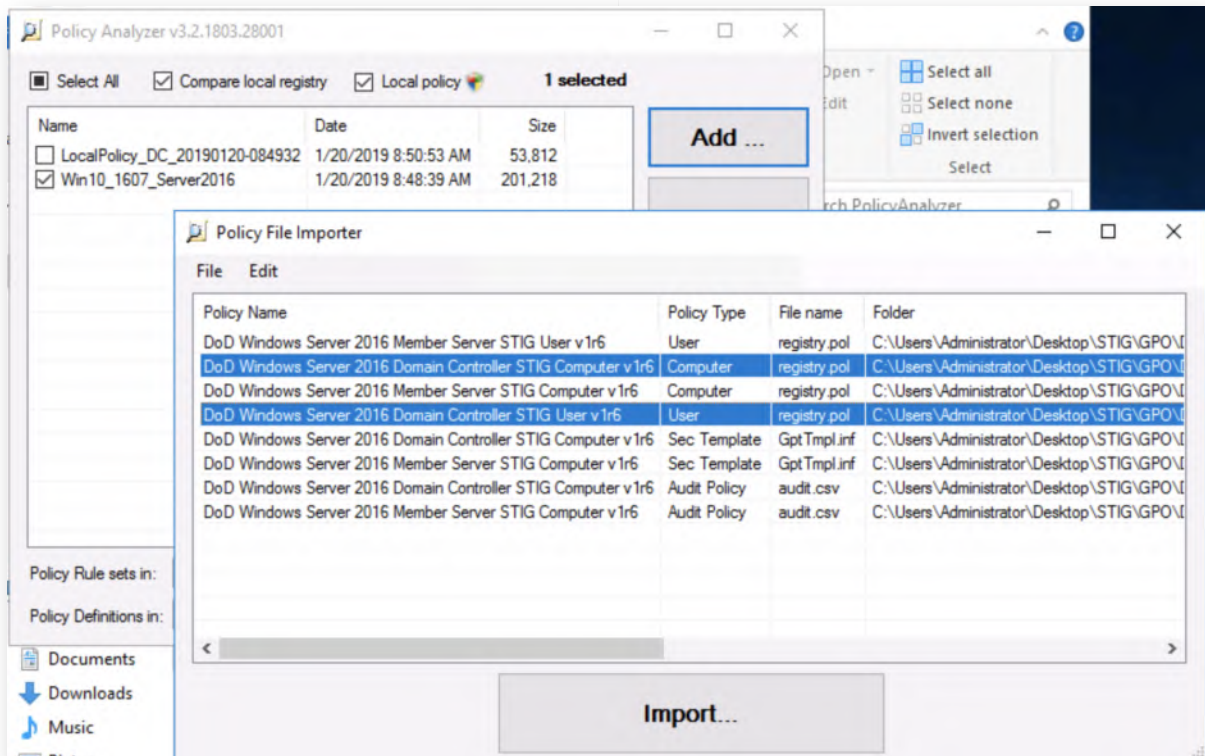 Policy Analyzer v3.2.1803.28001
Select All Compare local registry Local policy 1 selected
Name Date Size
LocalPolicy_DC_20190120-084932 1/20/2019 8:50:53 AM 53,812
Win10_1607_Server2016 1/20/2019 8:48:39 AM 201,218
Add ...
Select all
Select none
Invert selection
Select
PolicyAnalyzer
Policy File Importer
File Edit
Policy Name Policy Type File name Folder
DoD Windows Server 2016 Member Server STIG User v1r6 User registry.pol C:\Users\Administrator\Desktop\STIG\GPO\
DoD Windows Server 2016 Domain Controller STIG Computer v1r6 Computer registry.pol C:\Users\Administrator\Desktop\STIG\GPO\
DoD Windows Server 2016 Member Server STIG Computer v1r6 Computer registry.pol C:\Users\Administrator\Desktop\STIG\GPO\
DoD Windows Server 2016 Domain Controller STIG User v1r6 User registry.pol C:\Users\Administrator\Desktop\STIG\GPO\
DoD Windows Server 2016 Domain Controller STIG Computer v1r6 Sec Template GptTmpl.inf C:\Users\Administrator\Desktop\STIG\GPO\
DoD Windows Server 2016 Member Server STIG Computer v1r6 Sec Template GptTmpl.inf C:\Users\Administrator\Desktop\STIG\GPO\
DoD Windows Server 2016 Domain Controller STIG Computer v1r6 Audit Policy audit.csv C:\Users\Administrator\Desktop\STIG\GPO\
DoD Windows Server 2016 Member Server STIG Computer v1r6 Audit Policy audit.csv C:\Users\Administrator\Desktop\STIG\GPO\
Policy Rule sets in:
Policy Definitions in:
Documents
Downloads
Music
Import...